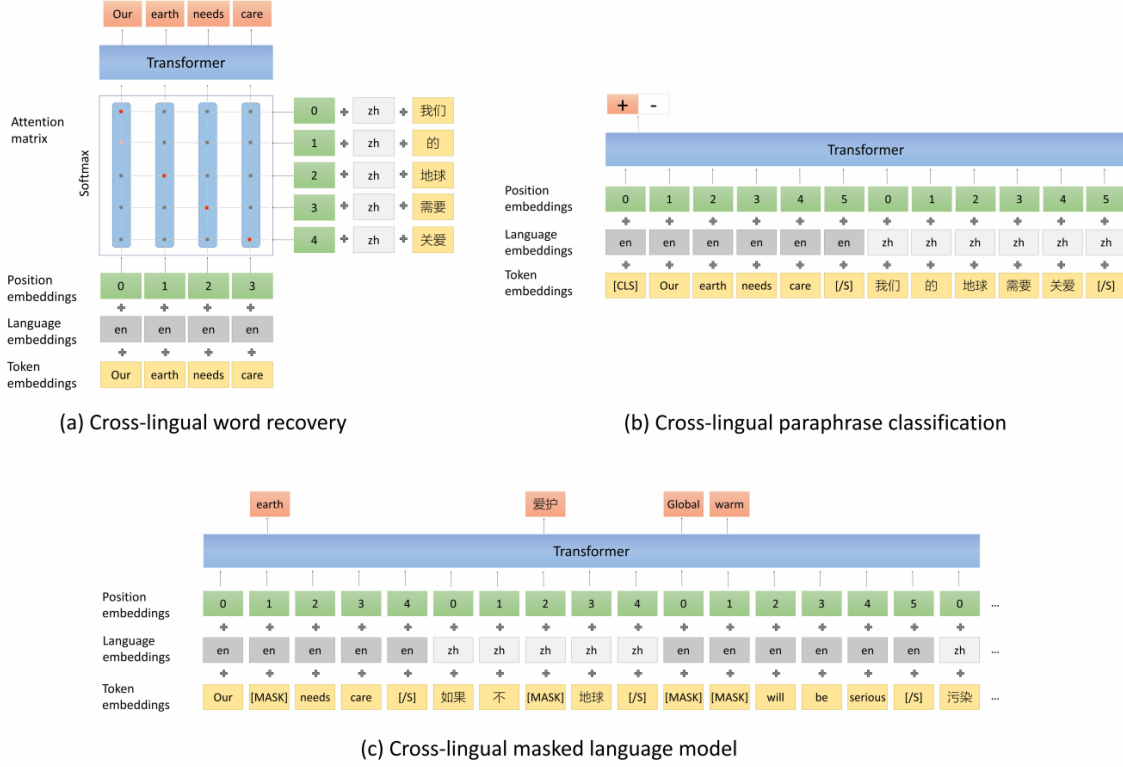 Our earth needs care
Transformer
Attention
matrix
Softmax
0 + zh + 我们
1 + zh + 的
2 + zh + 地球
3 + zh + 需要
4 + zh + 关爱
Position
embeddings
0 1 2 3
+ + + +
Language
embeddings
en en en en
+ + + +
Token
embeddings
Our earth needs care
(a) Cross-lingual word recovery
+ -
Transformer
Position
embeddings
0 1 2 3 4 5 0 1 2 3 4 5
+ + + + + + + + + + + +
Language
embeddings
en en en en en en zh zh zh zh zh zh
+ + + + + + + + + + + +
Token
embeddings
[CLS] Our earth needs care [/S] 我们 的 地球 需要 关爱 [/S]
(b) Cross-lingual paraphrase classification
earth 爱护 Global warm
Transformer
Position
embeddings
0 1 2 3 4 0 1 2 3 4 0 1 2 3 4 5 0 ...
+ + + + + + + + + + + + + + + + +
Language
embeddings
en en en en en zh zh zh zh zh en en en en en en zh ...
+ + + + + + + + + + + + + + + + +
Token
embeddings
Our [MASK] needs care [/S] 如果 不 [MASK] 地球 [/S] [MASK] [MASK] will be serious [/S] 污染 ...
(c) Cross-lingual masked language model